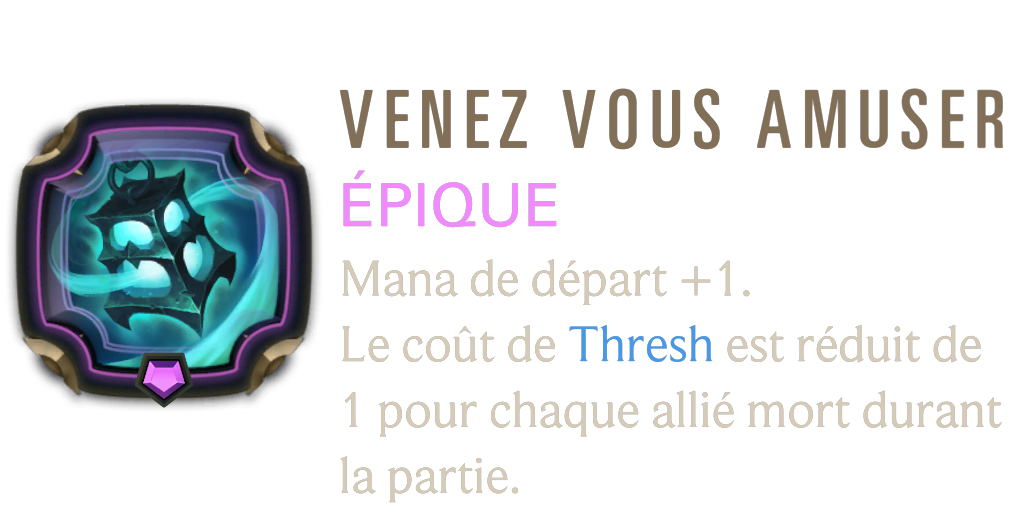 VENEZ VOUS AMUSER
ÉPIQUE
Mana de départ +1.
Le coût de Thresh est réduit de
1 pour chaque allié mort durant
la partie.